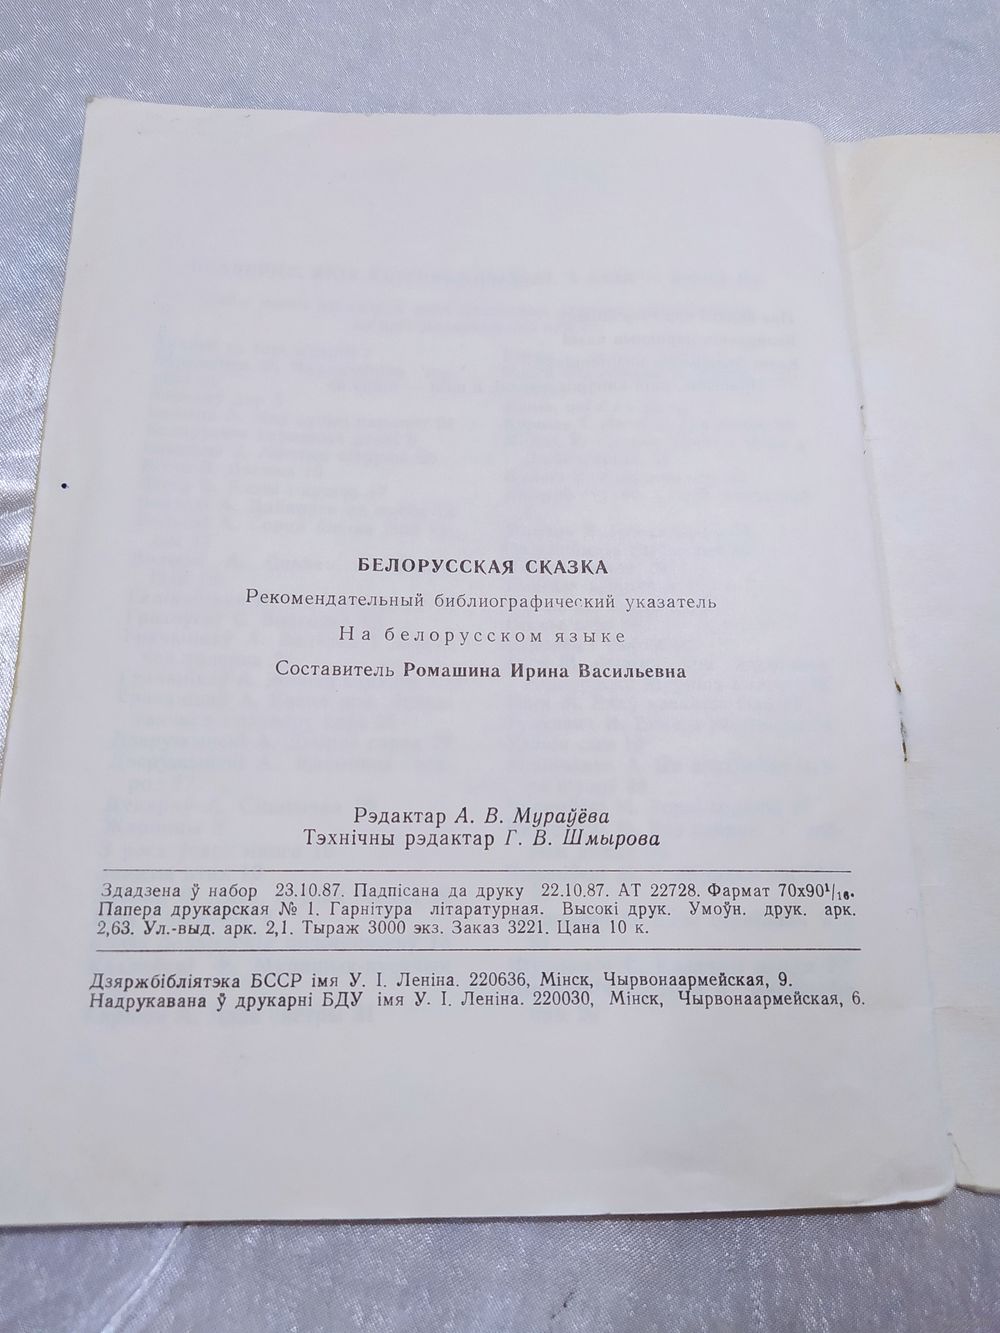 БЕЛОРУССКАЯ СКАЗКА
Рекомендательный библиографический указатель
На белорусском языке
Составитель Ромашина Ирина Васильевна
Рэдактар А. В. Мураўёва
Тэхнічны рэдактар Г. В. Шмырова
Здадзена ў набор 23.10.87. Падпісана да друку 22.10.87. АТ 22728. Фармат 70х90¹/₁₆.
Папера друкарская № 1. Гарнітура літаратурная. Высокі друк. Умоўн. друк. арк.
2,63. Ул.-выд. арк. 2,1. Тыраж 3000 экз. Заказ 3221. Цана 10 к.
Дзяржбібліятэка БССР імя У. І. Леніна. 220636, Мінск, Чырвонаармейская, 9.
Надрукавана ў друкарні БДУ імя У. І. Леніна. 220030, Мінск, Чырвонаармейская, 6.